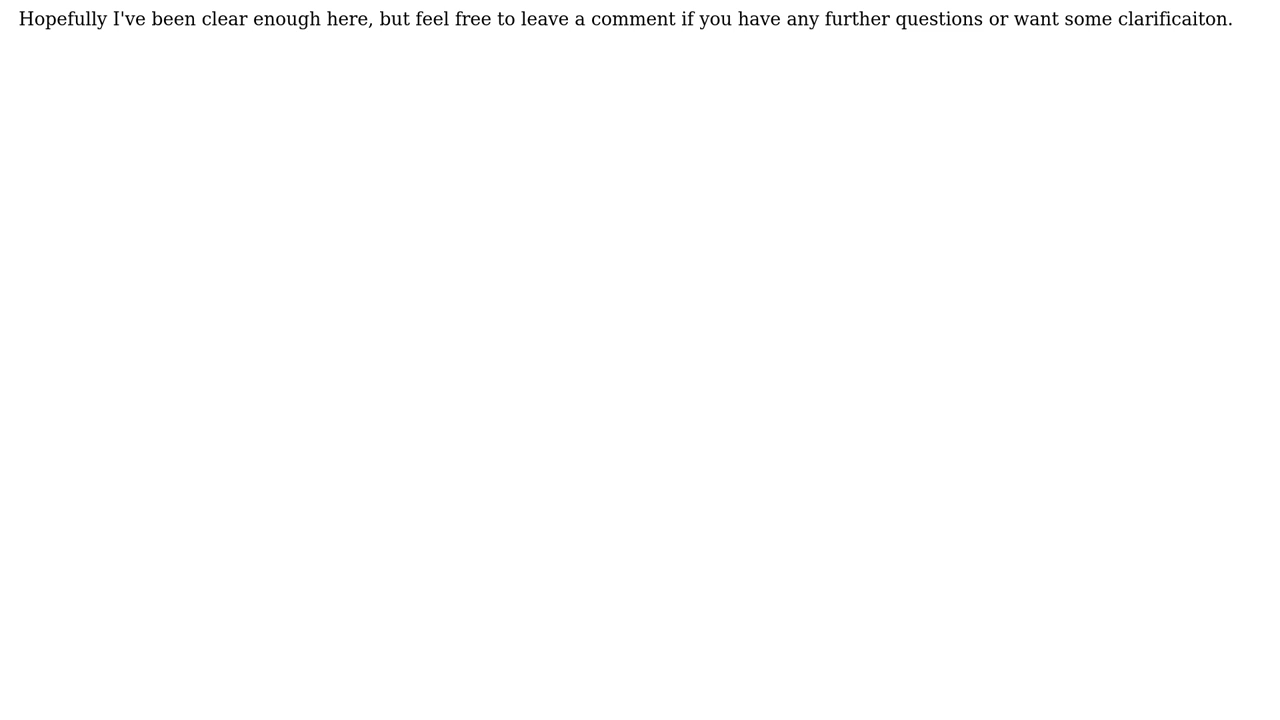 Hopefully I've been clear enough here, but feel free to leave a comment if you have any further questions or want some clarificaiton.